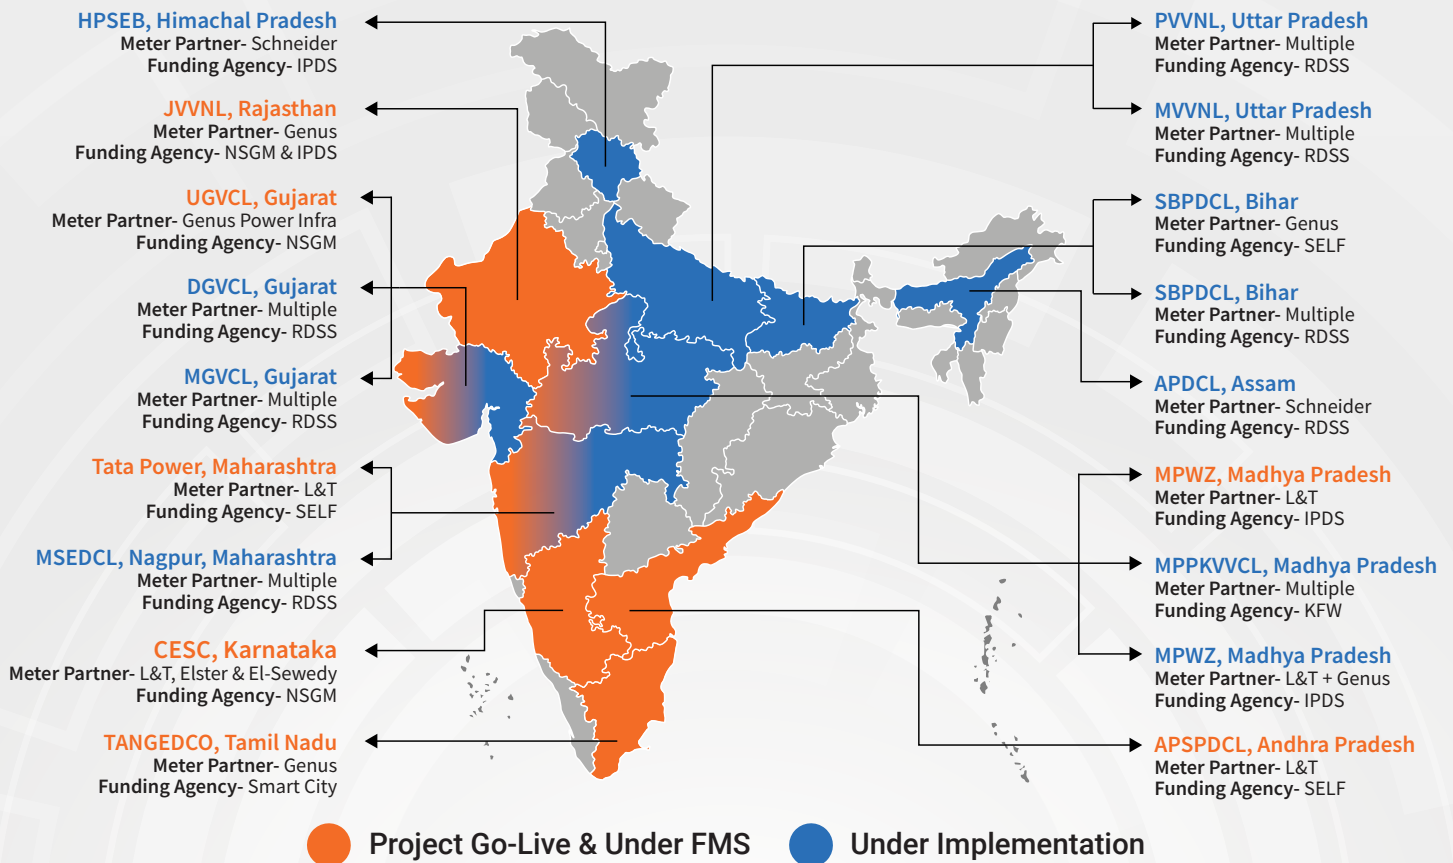 HPSEB, Himachal Pradesh
Meter Partner- Schneider
Funding Agency- IPDS
JVVNL, Rajasthan
Meter Partner- Genus
Funding Agency- NSGM & IPDS
UGVCL, Gujarat
Meter Partner- Genus Power Infra
Funding Agency- NSGM
DGVCL, Gujarat
Meter Partner- Multiple
Funding Agency- RDSS
MGVCL, Gujarat
Meter Partner- Multiple
Funding Agency- RDSS
Tata Power, Maharashtra
Meter Partner- L&T
Funding Agency- SELF
MSEDCL, Nagpur, Maharashtra
Meter Partner- Multiple
Funding Agency- RDSS
CESC, Karnataka
Meter Partner- L&T, Elster & El-Sewedy
Funding Agency- NSGM
TANGEDCO, Tamil Nadu
Meter Partner- Genus
Funding Agency- Smart City
PVVNL, Uttar Pradesh
Meter Partner- Multiple
Funding Agency- RDSS
MVVNL, Uttar Pradesh
Meter Partner- Multiple
Funding Agency- RDSS
SBPDCL, Bihar
Meter Partner- Genus
Funding Agency- SELF
SBPDCL, Bihar
Meter Partner- Multiple
Funding Agency- RDSS
APDCL, Assam
Meter Partner- Schneider
Funding Agency- RDSS
MPWZ, Madhya Pradesh
Meter Partner- L&T
Funding Agency- IPDS
MPPKVVCL, Madhya Pradesh
Meter Partner- Multiple
Funding Agency- KFW
MPWZ, Madhya Pradesh
Meter Partner- L&T + Genus
Funding Agency- IPDS
APSPDCL, Andhra Pradesh
Meter Partner- L&T
Funding Agency- SELF
Project Go-Live & Under FMS
Under Implementation